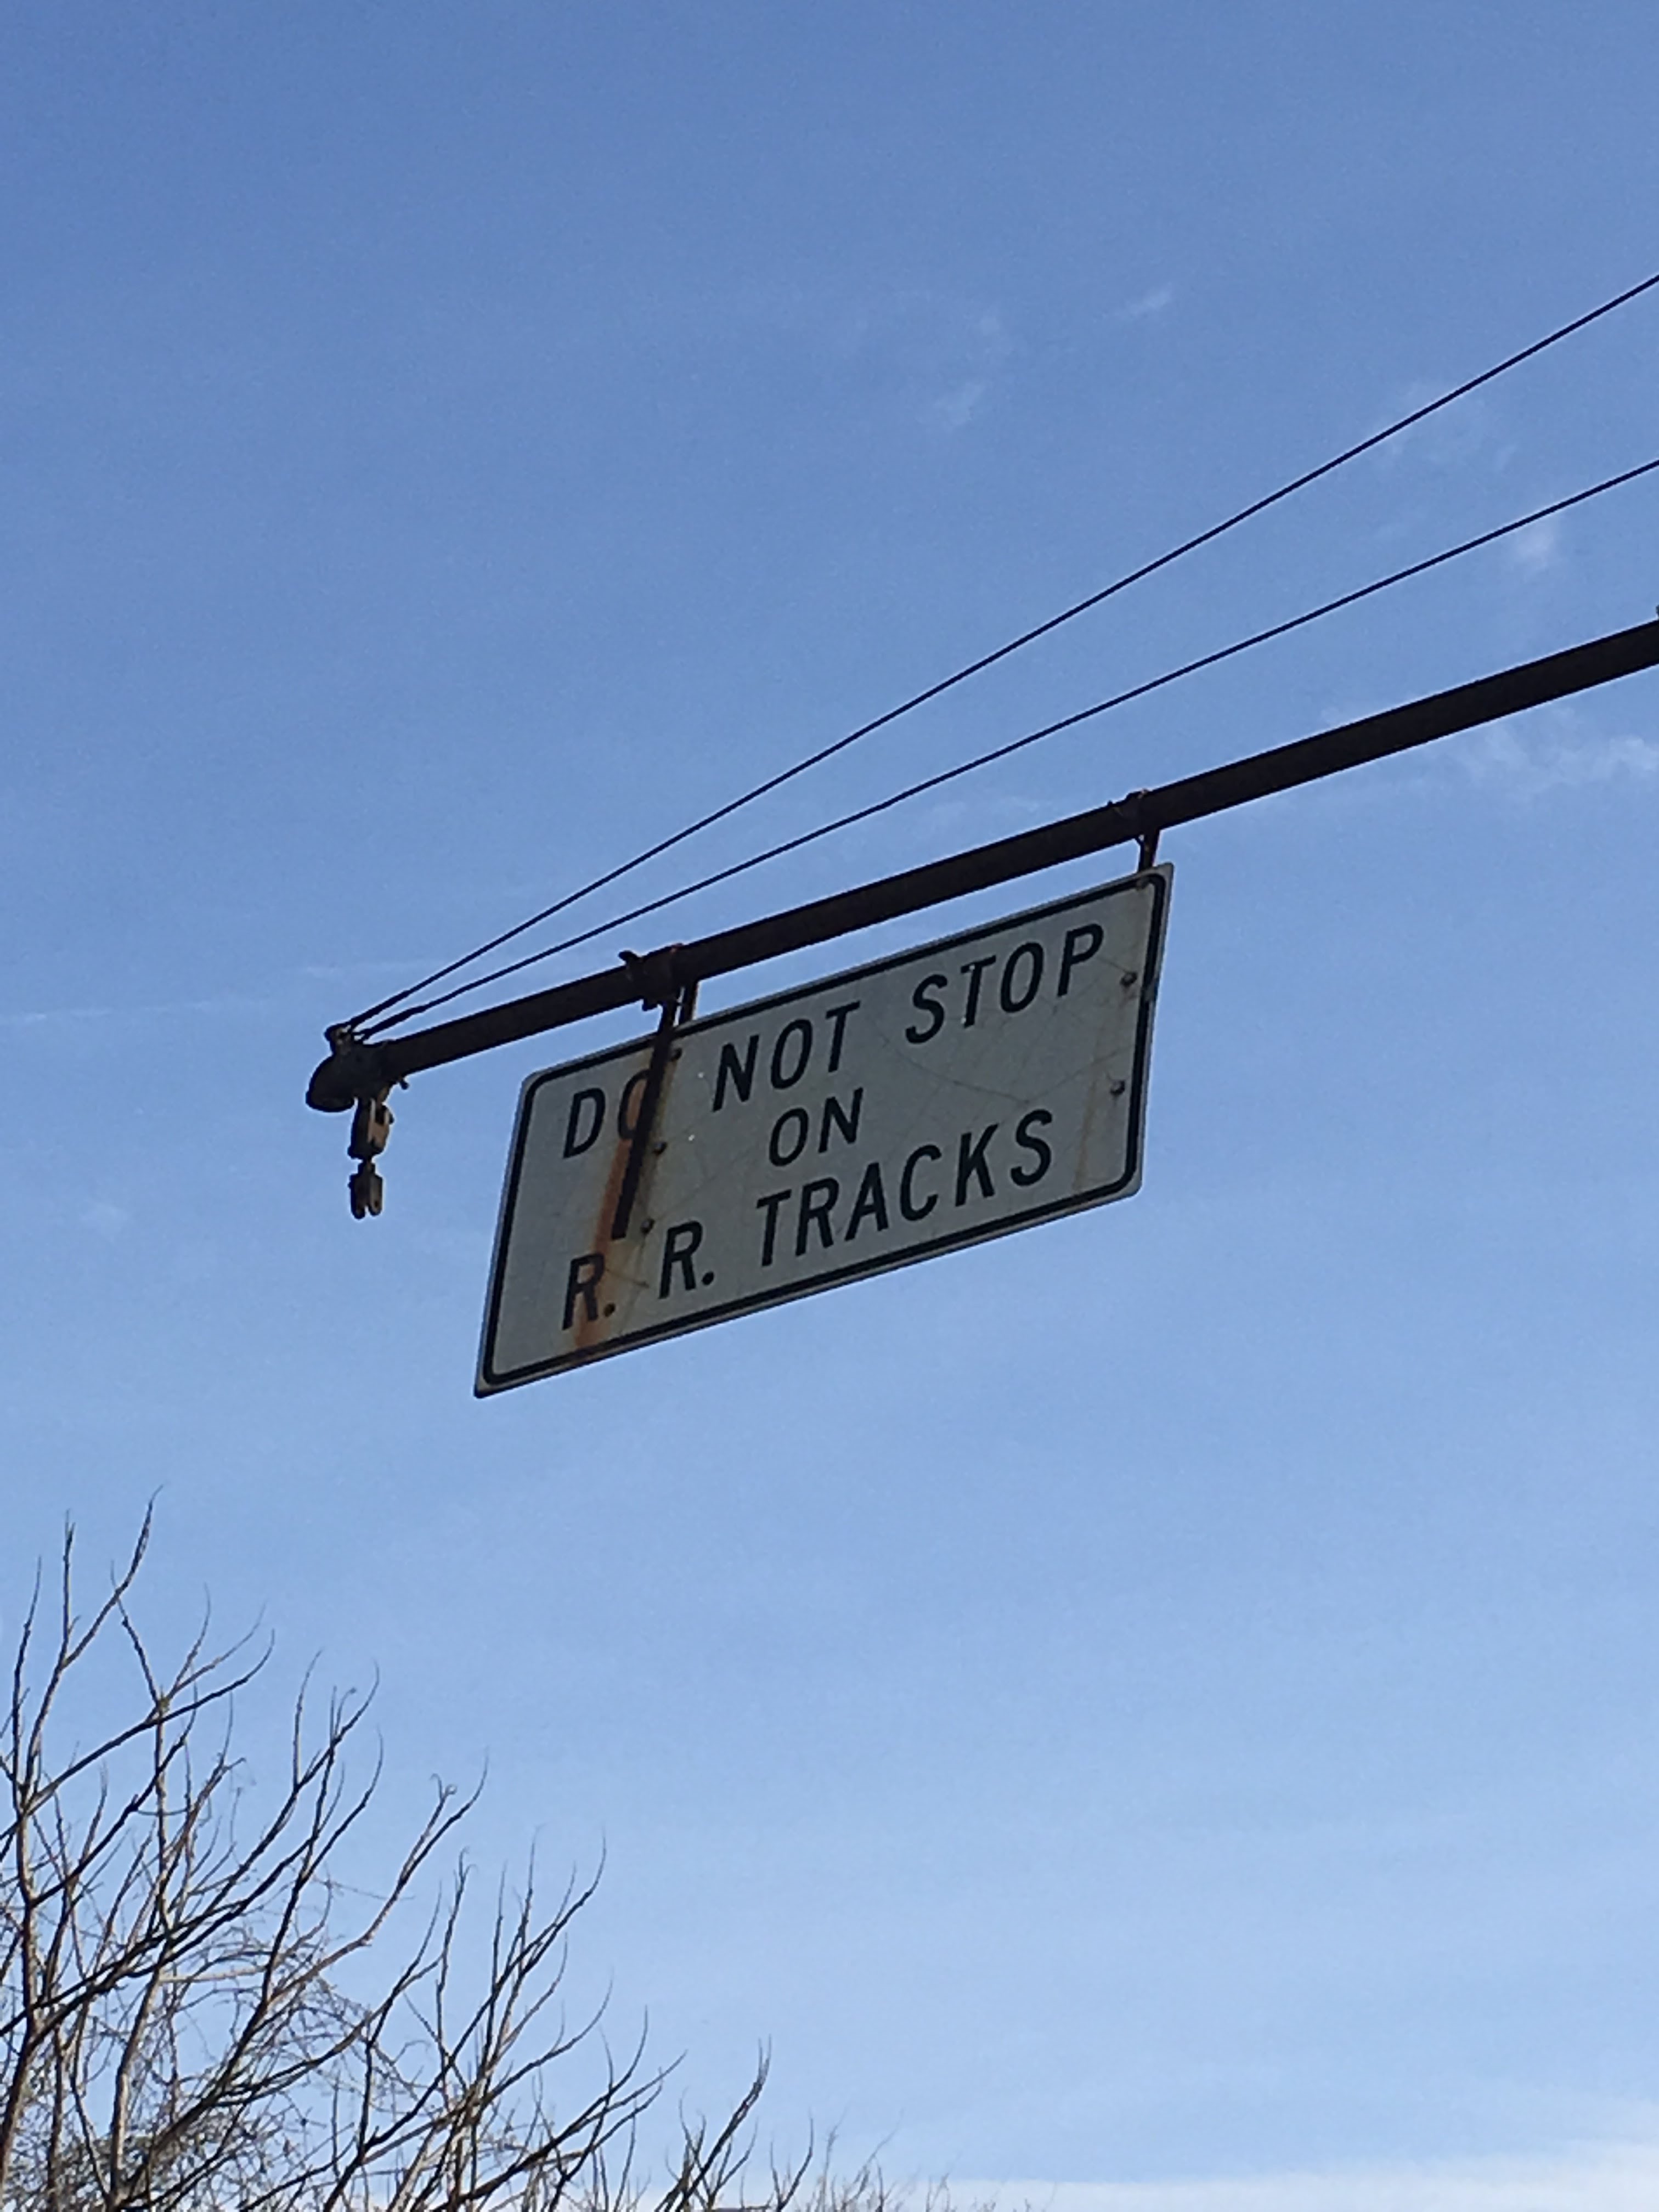 DO NOT STOP
ON
R. R. TRACKS